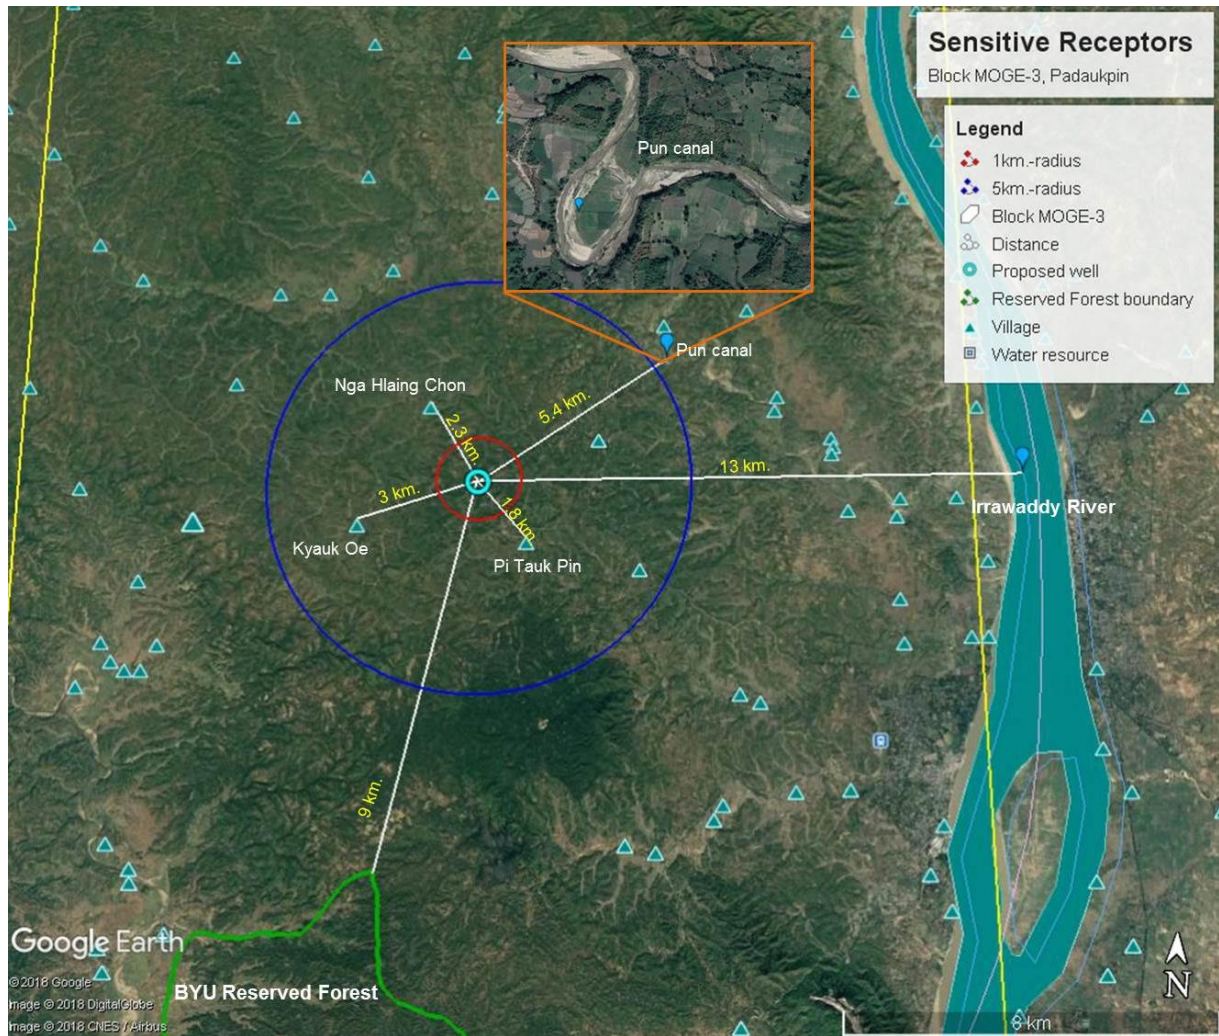 Sensitive Receptors
Block MOGE-3, Padaukpin
Legend
1km.-radius
5km.-radius
Block MOGE-3
Distance
Proposed well
Reserved Forest boundary
Village
Water resource
Pun canal
Pun canal
Nga Hlaing Chon
2.3 km.
5.4 km.
13 km.
3 km.
1.8 km.
Irrawaddy River
Kyauk Oe
Pi Tauk Pin
9 km.
BYU Reserved Forest
Google Earth
© 2018 Google
Image © 2018 DigitalGlobe
Image © 2018 CNES / Airbus
N
8 km